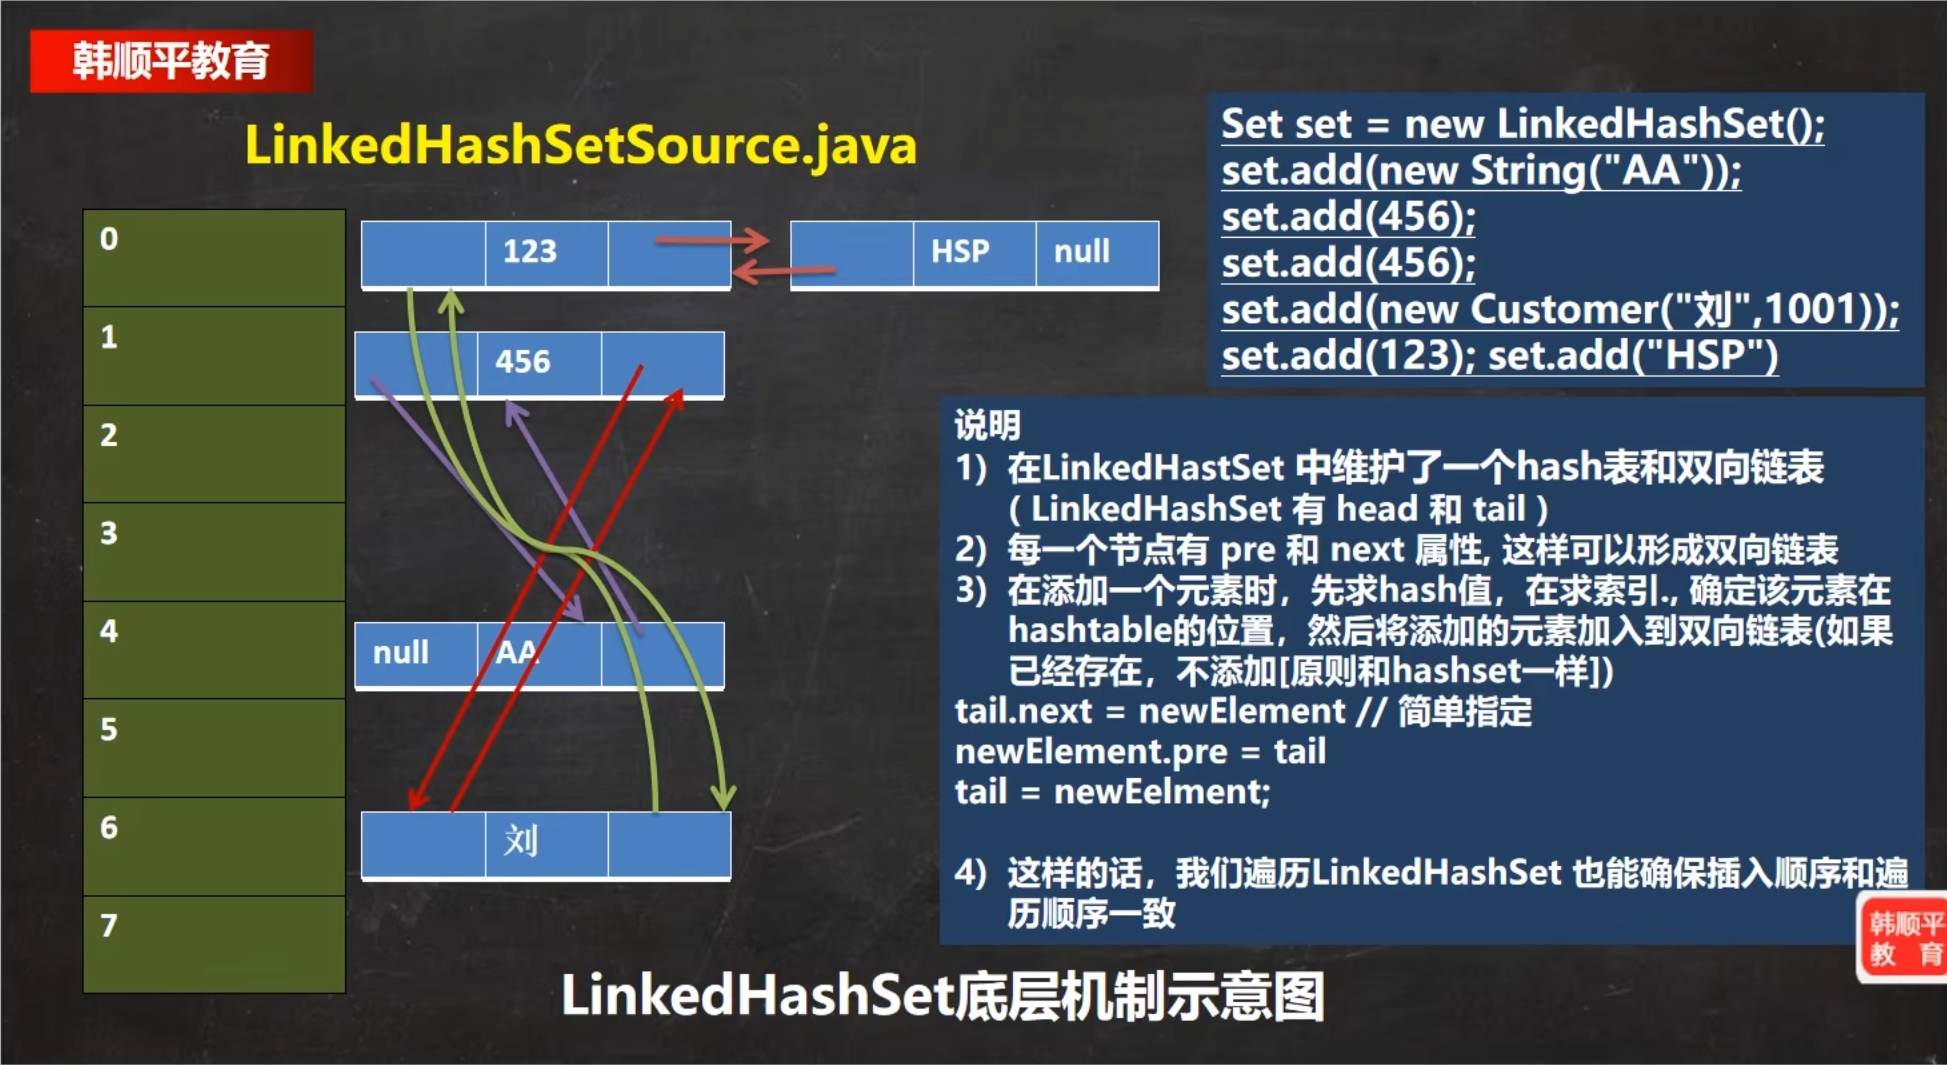 韩顺平教育
LinkedHashSetSource.java
0
123
HSP
null
1
456
2
3
4
null
AA
5
6
刘
7
Set set = new LinkedHashSet();
set.add(new String("AA"));
set.add(456);
set.add(456);
set.add(new Customer("刘",1001));
set.add(123); set.add("HSP")
说明
1) 在LinkedHastSet 中维护了一个hash表和双向链表
( LinkedHashSet 有 head 和 tail )
2) 每一个节点有 pre 和 next 属性, 这样可以形成双向链表
3) 在添加一个元素时，先求hash值，在求索引., 确定该元素在
hashtable的位置，然后将添加的元素加入到双向链表(如果
已经存在，不添加[原则和hashset一样])
tail.next = newElement // 简单指定
newElement.pre = tail
tail = newEelment;
4) 这样的话，我们遍历LinkedHashSet 也能确保插入顺序和遍
历顺序一致
韩顺平
教 育
LinkedHashSet底层机制示意图